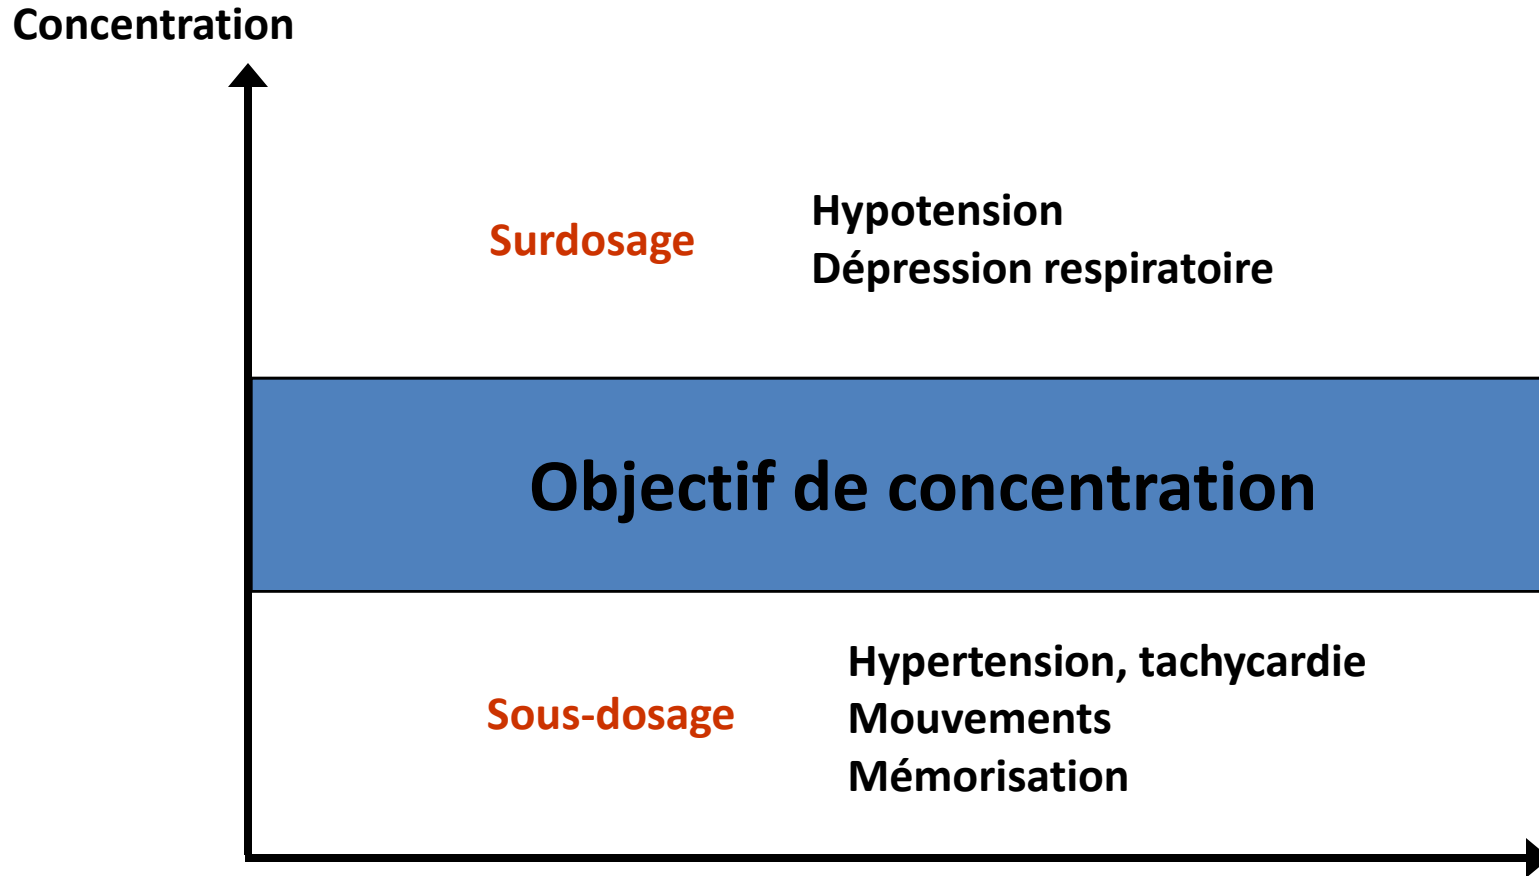 Concentration
Surdosage
Hypotension
Dépression respiratoire
Objectif de concentration
Sous-dosage
Hypertension, tachycardie
Mouvements
Mémorisation